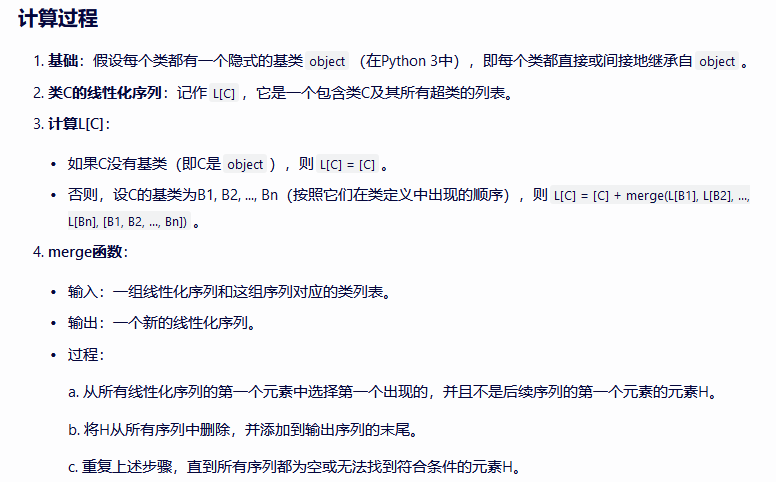 计算过程
1. 基础：假设每个类都有一个隐式的基类 object （在Python 3中），即每个类都直接或间接地继承自 object 。
2. 类C的线性化序列：记作 L[C] ，它是一个包含类C及其所有超类的列表。
3. 计算L[C]：
• 如果C没有基类（即C是 object ），则 L[C] = [C] 。
• 否则，设C的基类为B1, B2, ..., Bn（按照它们在类定义中出现的顺序），则 L[C] = [C] + merge(L[B1], L[B2], ...,
L[Bn], [B1, B2, ..., Bn]) 。
4. merge函数：
• 输入：一组线性化序列和这组序列对应的类列表。
• 输出：一个新的线性化序列。
• 过程：
a. 从所有线性化序列的第一个元素中选择第一个出现的，并且不是后续序列的第一个元素的元素H。
b. 将H从所有序列中删除，并添加到输出序列的末尾。
c. 重复上述步骤，直到所有序列都为空或无法找到符合条件的元素H。